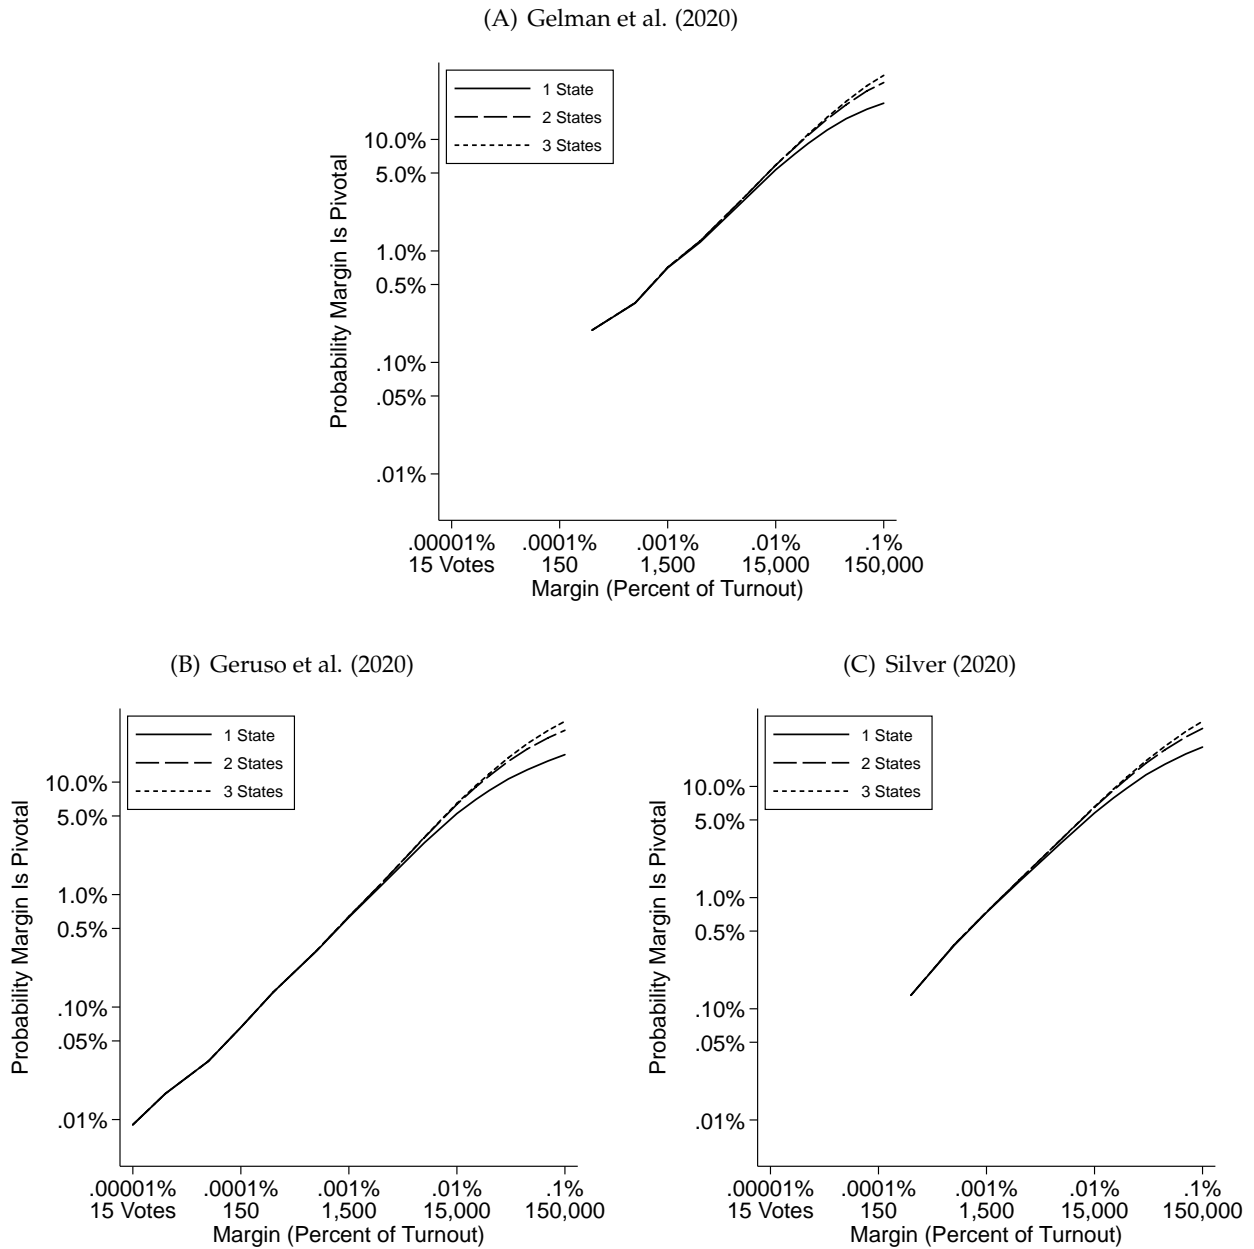 (A) Gelman et al. (2020)
1 State
2 States
3 States
Probability Margin Is Pivotal
10.0%
5.0%
1.0%
0.5%
.10%
.05%
.01%
.00001% .0001% .001% .01% .1%
15 Votes 150 1,500 15,000 150,000
Margin (Percent of Turnout)
(B) Geruso et al. (2020)
1 State
2 States
3 States
Probability Margin Is Pivotal
10.0%
5.0%
1.0%
0.5%
.10%
.05%
.01%
.00001% .0001% .001% .01% .1%
15 Votes 150 1,500 15,000 150,000
Margin (Percent of Turnout)
(C) Silver (2020)
1 State
2 States
3 States
Probability Margin Is Pivotal
10.0%
5.0%
1.0%
0.5%
.10%
.05%
.01%
.00001% .0001% .001% .01% .1%
15 Votes 150 1,500 15,000 150,000
Margin (Percent of Turnout)